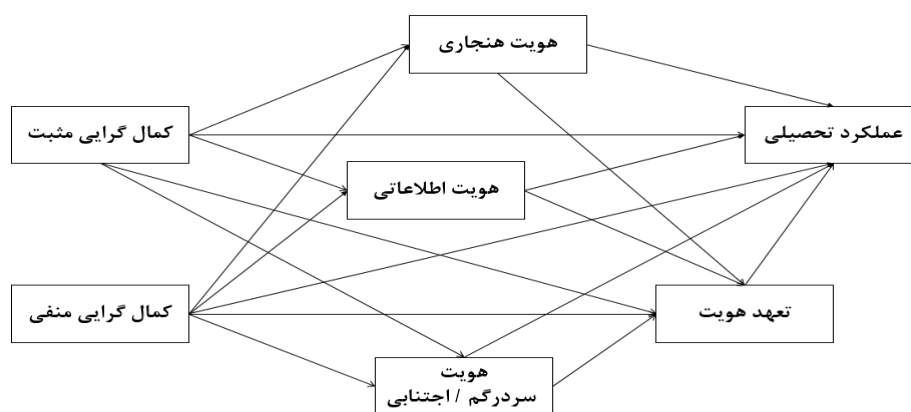 هویت هنجاری
کمال گرایی مثبت
عملکرد تحصیلی
هویت اطلاعاتی
کمال گرایی منفی
تعهد هویت
هویت
سردرگم / اجتنابی